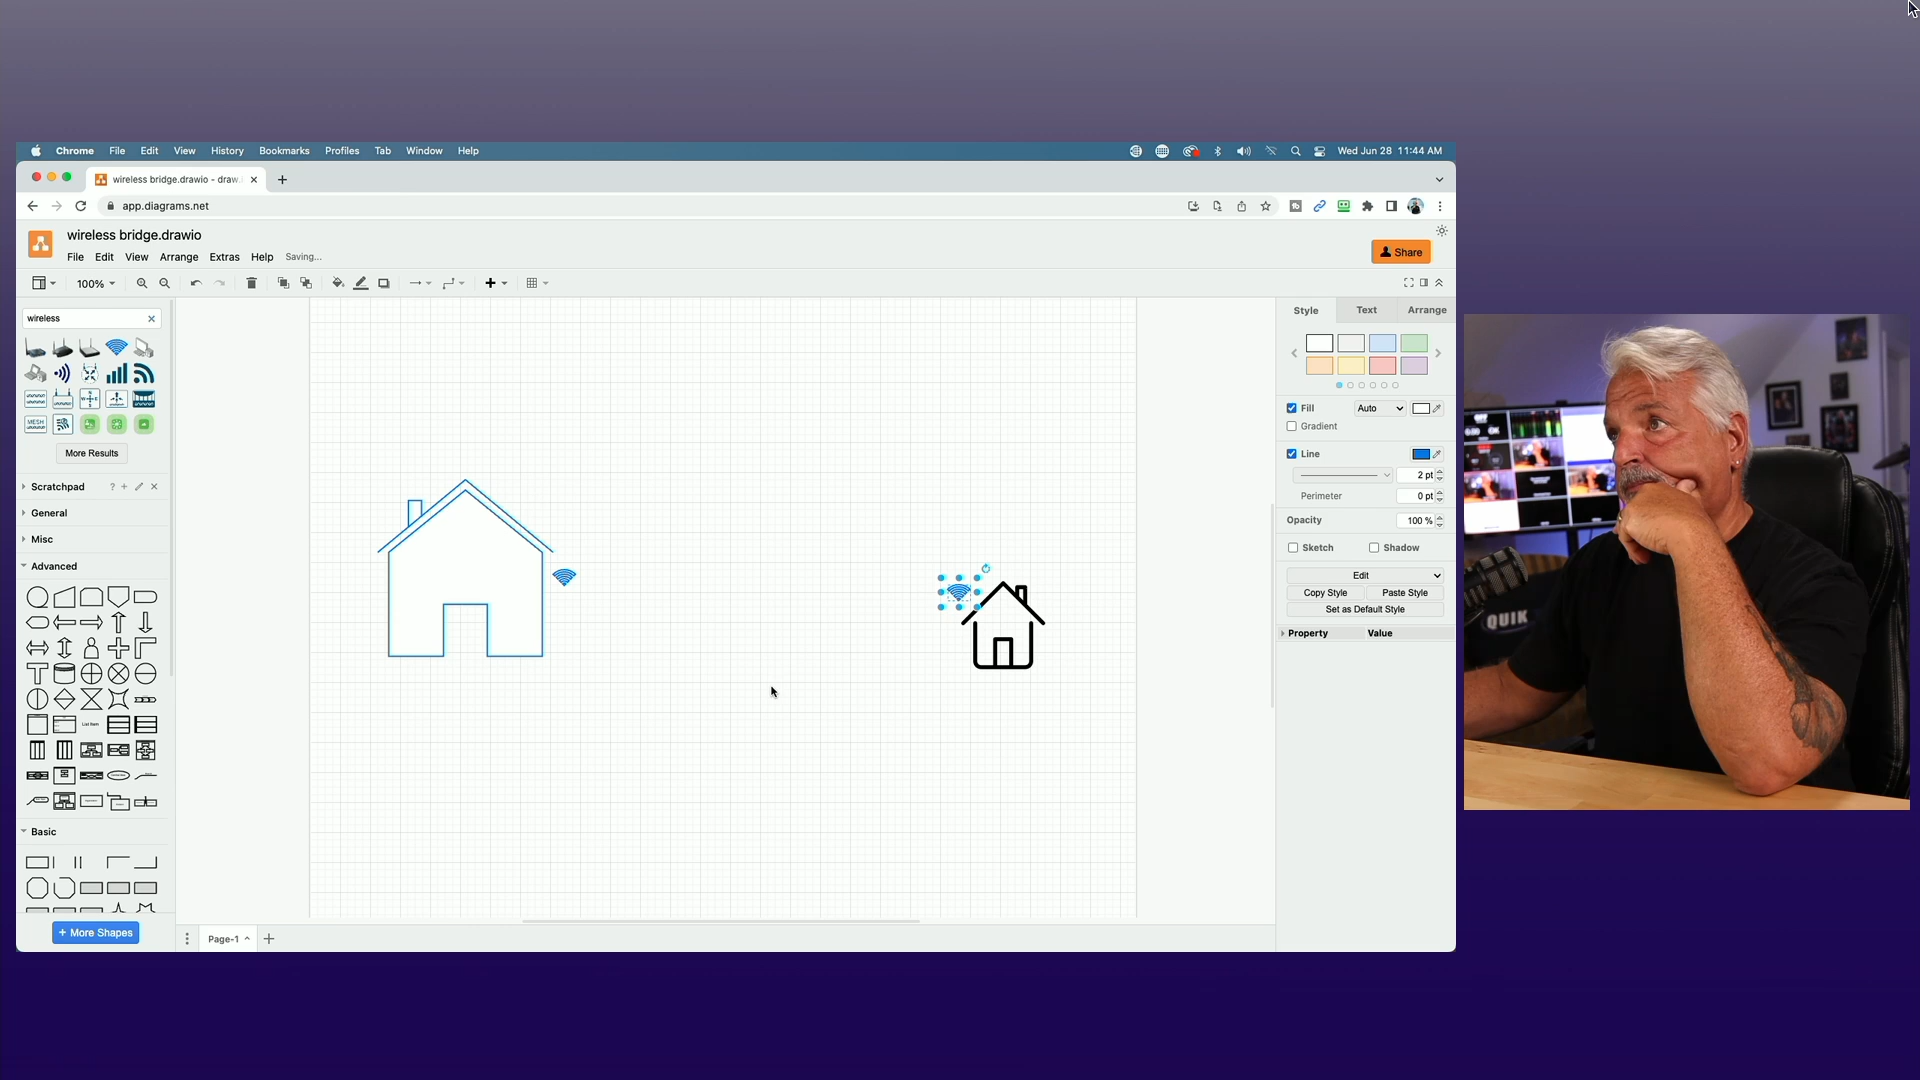 Chrome File Edit View History Bookmarks Profiles Tab Window Help Wed Jun 28 11:44 AM
wireless bridge.drawio - draw.
app.diagrams.net
wireless bridge.drawio
File Edit View Arrange Extras Help Saving...
Share
100%
wireless
MESH
More Results
Scratchpad ?
General
Misc
Advanced
List Item
Basic
+ More Shapes
Page-1
Style Text Arrange
Fill Auto
Gradient
Line
2 pt
Perimeter 0 pt
Opacity 100 %
Sketch Shadow
Edit
Copy Style Paste Style
Set as Default Style
Property Value
QUIK